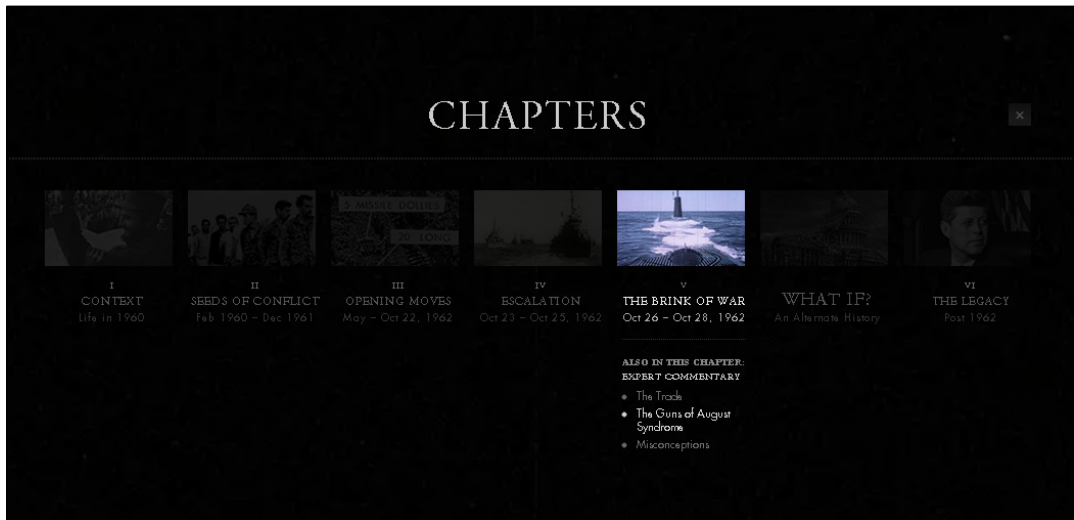 CHAPTERS
×
5 MISSILE DOLLIES
20' LONG
I
CONTEXT
Life in 1960
II
SEEDS OF CONFLICT
Feb 1960 – Dec 1961
III
OPENING MOVES
May – Oct 22, 1962
IV
ESCALATION
Oct 23 – Oct 25, 1962
V
THE BRINK OF WAR
Oct 26 – Oct 28, 1962
ALSO IN THIS CHAPTER:
EXPERT COMMENTARY
The Trade
The Guns of August
Syndrome
Misconceptions
WHAT IF?
An Alternate History
VI
THE LEGACY
Post 1962